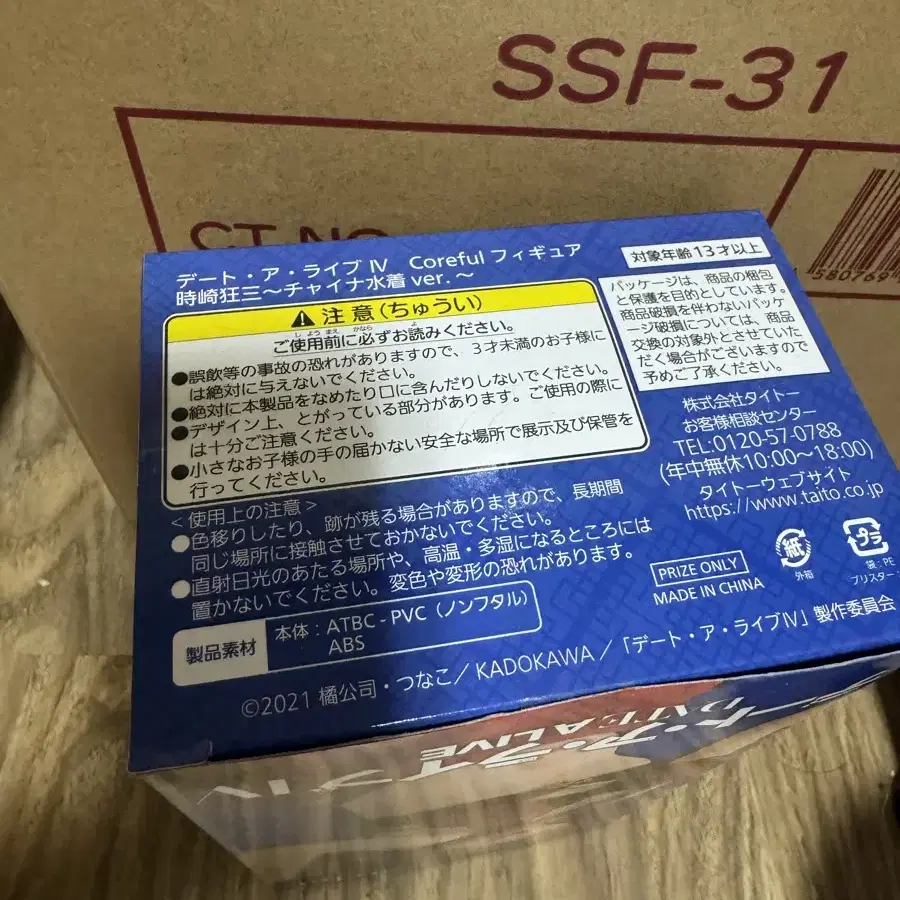 SSF-31
CT NO
580769
デート・ア・ライブ Ⅳ Coreful フィギュア
時崎狂三～チャイナ水着 ver.～
対象年齢13才以上
⚠ 注意(ちゅうい)
ご使用前に必ずお読みください。
●誤飲等の事故の恐れがありますので、3才未満のお子様に
は絶対に与えないでください。
●絶対に本製品をなめたり口に含んだりしないでください。
●デザイン上、とがっている部分があります。ご使用の際に
は十分ご注意ください。
●小さなお子様の手の届かない安全な場所で展示及び保管を
行ってください。
パッケージは、商品の梱包
と保護を目的としています。
商品破損を伴わないパッケ
ージ破損については、商品
交換の対象外とさせていた
だく場合がございますので
予めご了承ください。
株式会社タイトー
お客様相談センター
TEL:0120-57-0788
(年中無休10:00～18:00)
タイトーウェブサイト
https://www.taito.co.jp
<使用上の注意>
●色移りしたり、跡が残る場合がありますので、長期間
同じ場所に接触させておかないでください。
●直射日光のあたる場所や、高温・多湿になるところには
置かないでください。変色や変形の恐れがあります。
製品素材
本体：ATBC-PVC（ノンフタル）
ABS
PRIZE ONLY
MADE IN CHINA
紙
外箱
プラ
袋：PE
ブリスター：
©2021 橘公司・つなこ／KADOKAWA／「デート・ア・ライブⅣ」製作委員会
デート・ア・ライブ Ⅳ
DATE A LIVE